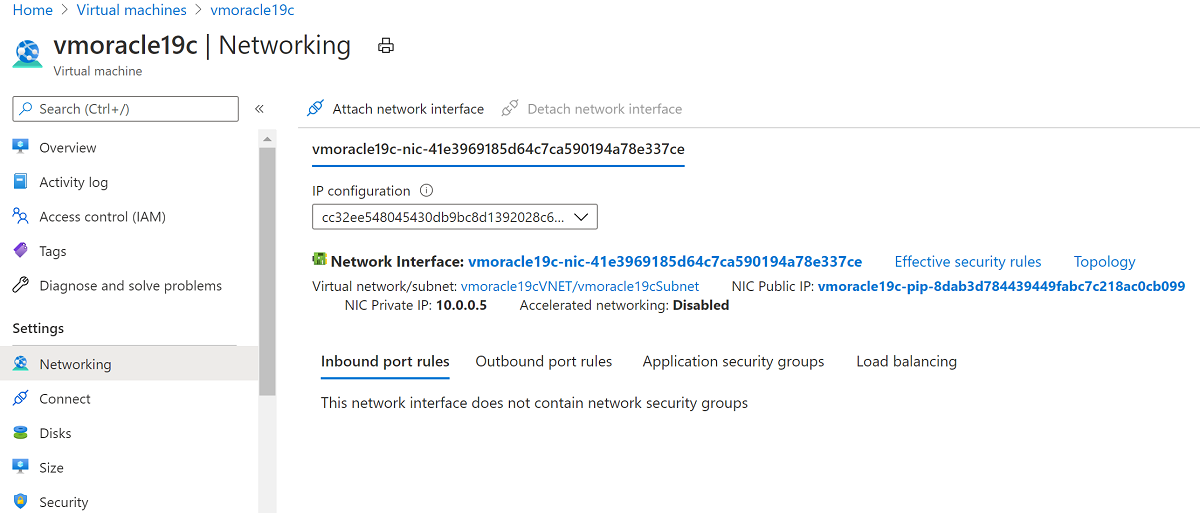 Home > Virtual machines > vmoracle19c
vmoracle19c | Networking
Virtual machine
Search (Ctrl+/)
«
Overview
Activity log
Access control (IAM)
Tags
Diagnose and solve problems
Settings
Networking
Connect
Disks
Size
Security
Attach network interface Detach network interface
vmoracle19c-nic-41e3969185d64c7ca590194a78e337ce
IP configuration
cc32ee548045430db9bc8d1392028c6...
Network Interface: vmoracle19c-nic-41e3969185d64c7ca590194a78e337ce Effective security rules Topology
Virtual network/subnet: vmoracle19cVNET/vmoracle19cSubnet NIC Public IP: vmoracle19c-pip-8dab3d784439449fabc7c218ac0cb099
NIC Private IP: 10.0.0.5 Accelerated networking: Disabled
Inbound port rules Outbound port rules Application security groups Load balancing
This network interface does not contain network security groups